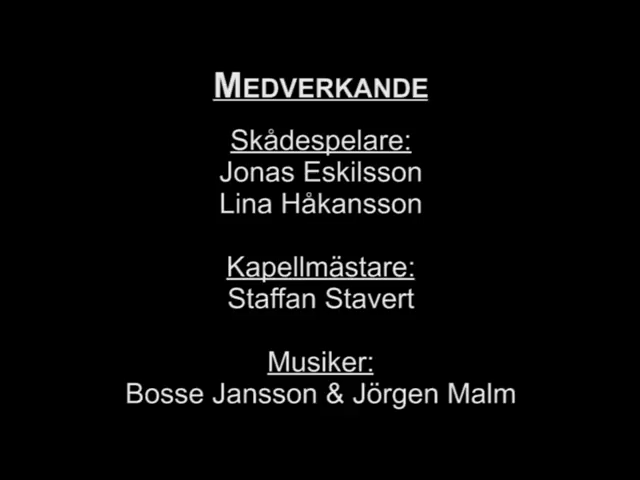 MEDVERKANDE
Skådespelare:
Jonas Eskilsson
Lina Håkansson
Kapellmästare:
Staffan Stavert
Musiker:
Bosse Jansson & Jörgen Malm